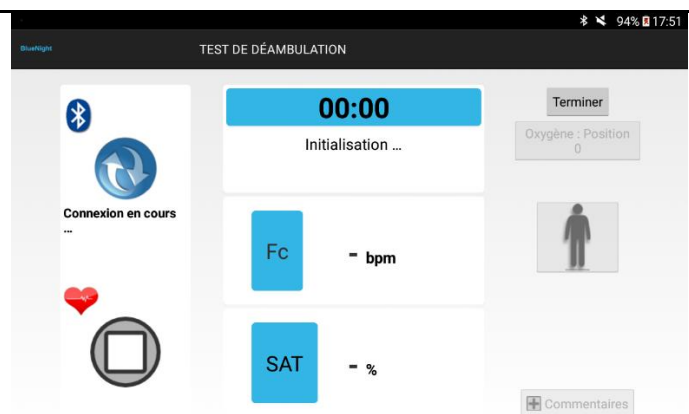 94% 17:51
BlueNight
TEST DE DÉAMBULATION
00:00
Initialisation ...
Terminer
Oxygène : Position
0
Connexion en cours
...
Fc
- bpm
SAT
- %
Commentaires